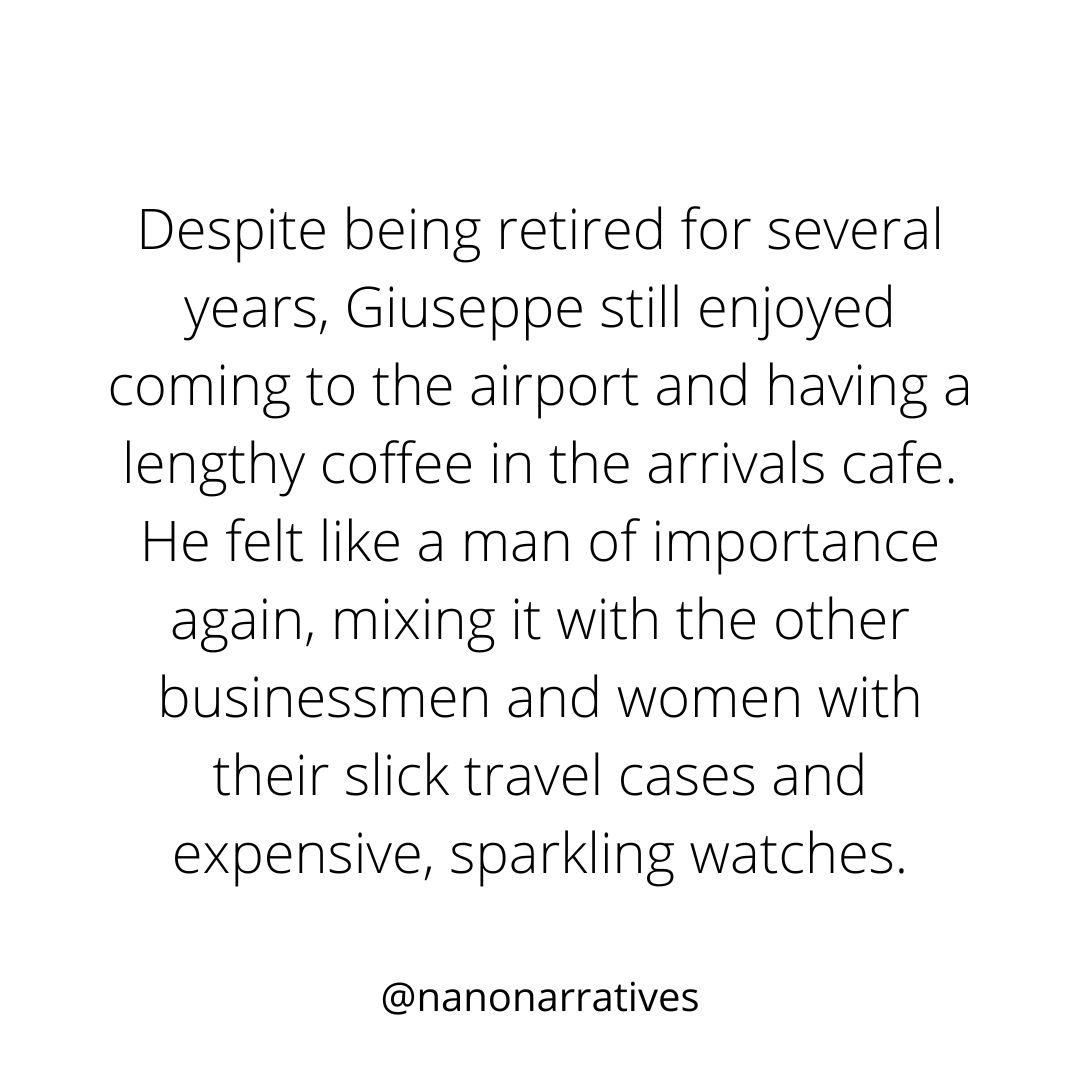 Despite being retired for several
years, Giuseppe still enjoyed
coming to the airport and having a
lengthy coffee in the arrivals cafe.
He felt like a man of importance
again, mixing it with the other
businessmen and women with
their slick travel cases and
expensive, sparkling watches.
@nanonarratives